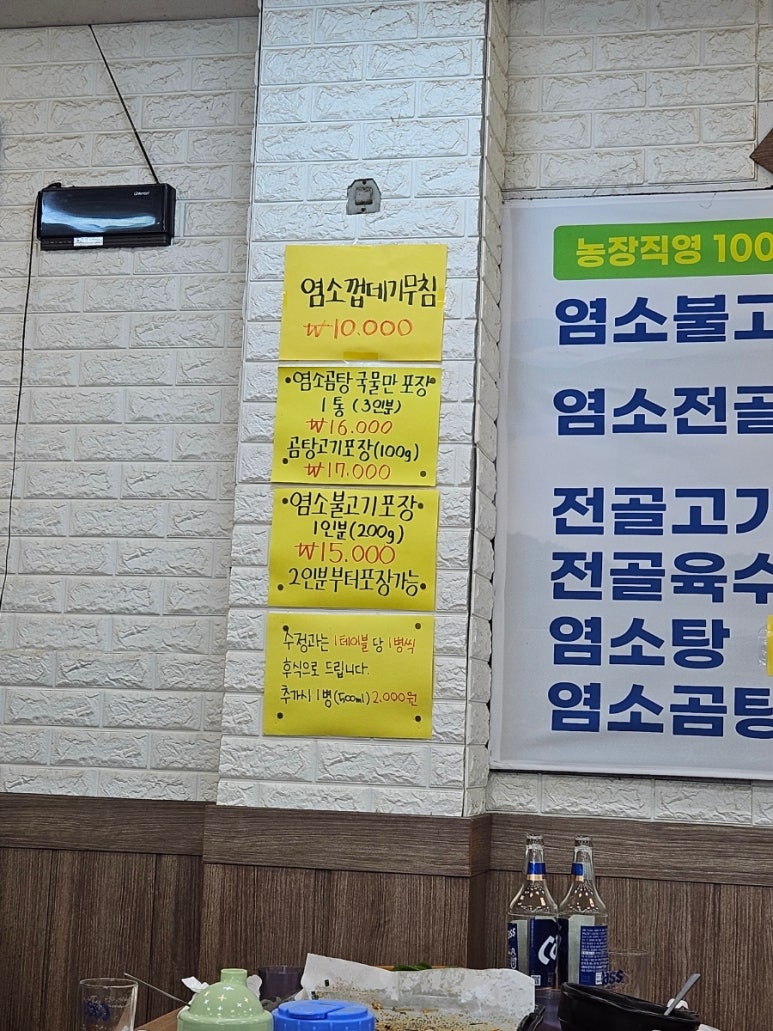 염소껍데기무침
₩10.000
•염소곰탕 국물만 포장•
1통 (3인분)
₩16.000
곰탕고기포장(100g)
₩17.000
•염소불고기 포장•
1인분(200g)
₩15.000
2인분부터포장가능
수정과는 1테이블 당 1병씩
후식으로 드립니다.
추가시 1병(500ml) 2.000원
농장직영 100
염소불고
염소전골
전골고기
전골육수
염소탕
염소곰탕